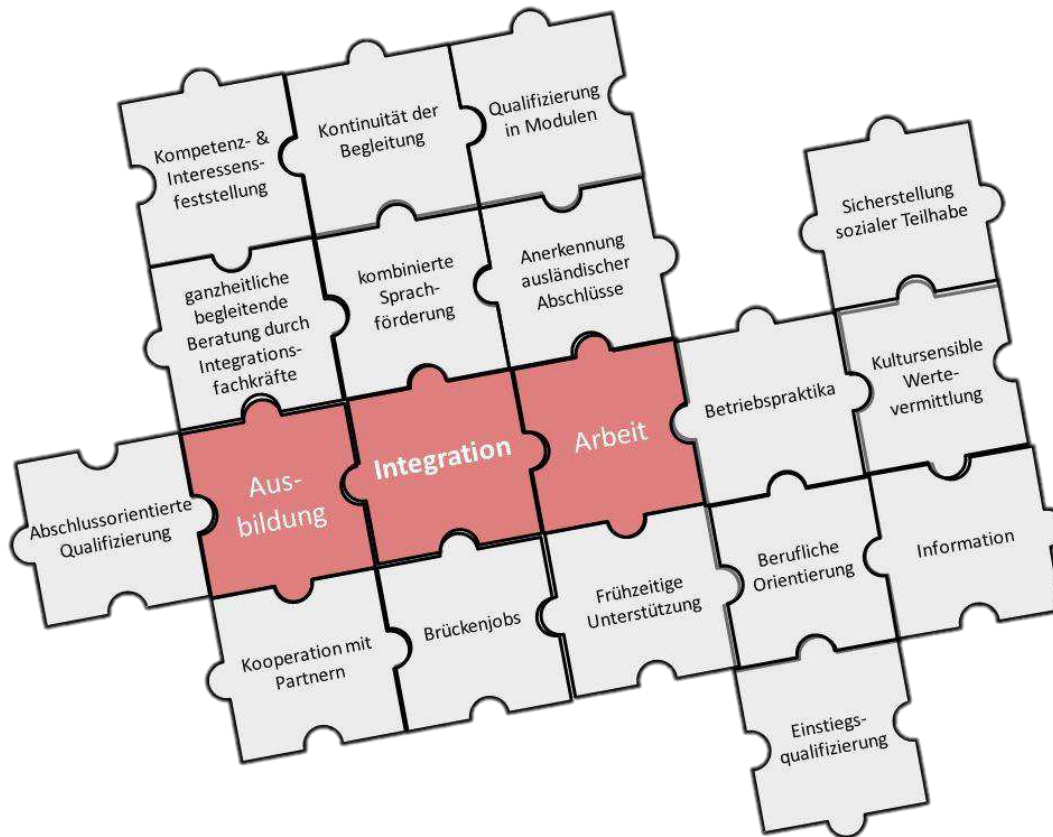 Kompetenz- &
Interessens-
feststellung
Kontinuität der
Begleitung
Qualifizierung
in Modulen
Sicherstellung
sozialer Teilhabe
ganzheitliche
begleitende
Beratung durch
Integrations-
fachkräfte
kombinierte
Sprach-
förderung
Anerkennung
ausländischer
Abschlüsse
Betriebspraktika
Kultursensible
Werte-
vermittlung
Abschlussorientierte
Qualifizierung
Aus-
bildung
Integration
Arbeit
Kooperation mit
Partnern
Brückenjobs
Frühzeitige
Unterstützung
Berufliche
Orientierung
Information
Einstiegs-
qualifizierung